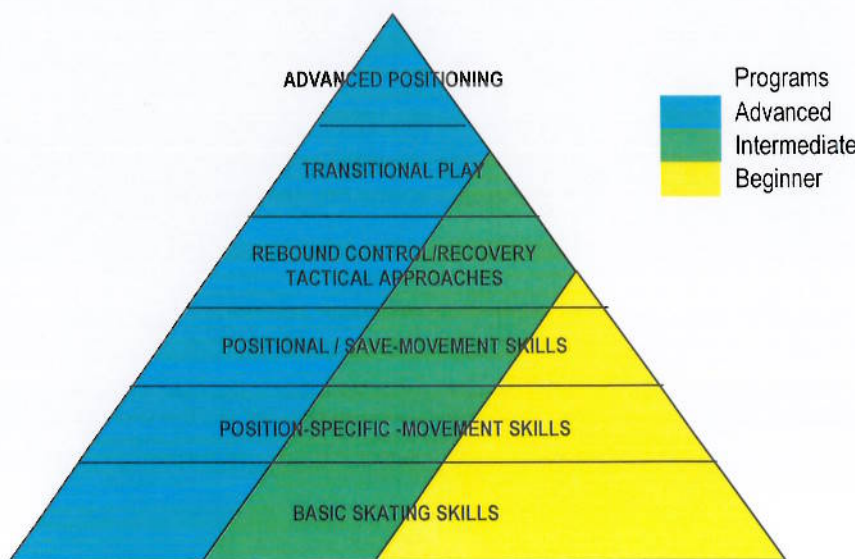 ADVANCED POSITIONING
TRANSITIONAL PLAY
REBOUND CONTROL/RECOVERY
TACTICAL APPROACHES
POSITIONAL / SAVE-MOVEMENT SKILLS
POSITION-SPECIFIC -MOVEMENT SKILLS
BASIC SKATING SKILLS
Programs
Advanced
Intermediate
Beginner